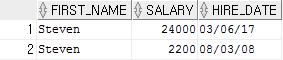 FIRST_NAME SALARY HIRE_DATE
1 Steven 24000 03/06/17
2 Steven 2200 08/03/08